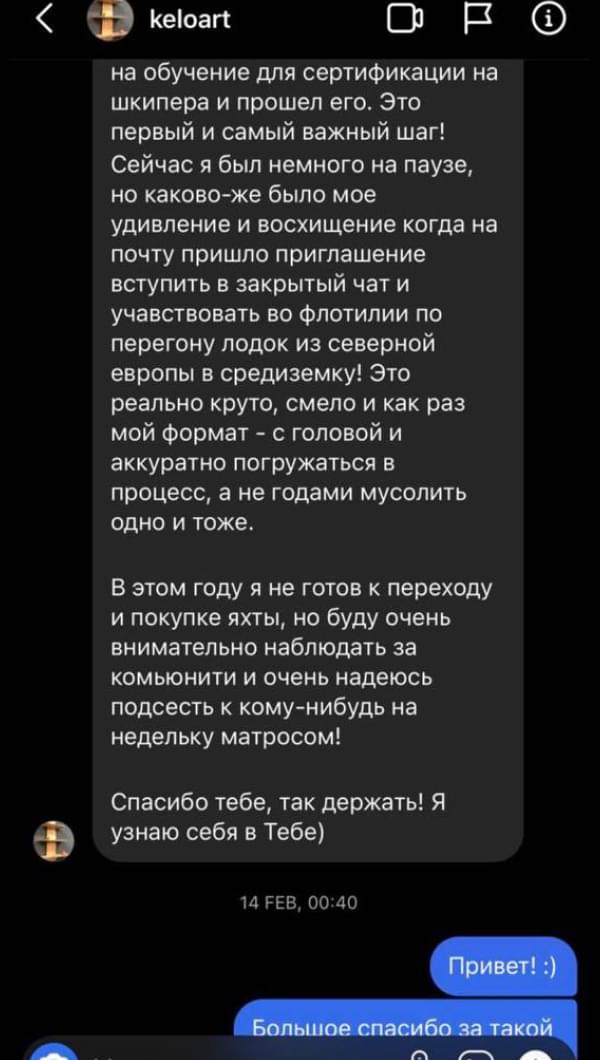 keloart
на обучение для сертификации на
шкипера и прошел его. Это
первый и самый важный шаг!
Сейчас я был немного на паузе,
но каково-же было мое
удивление и восхищение когда на
почту пришло приглашение
вступить в закрытый чат и
учавствовать во флотилии по
перегону лодок из северной
европы в средиземку! Это
реально круто, смело и как раз
мой формат - с головой и
аккуратно погружаться в
процесс, а не годами мусолить
одно и тоже.
В этом году я не готов к переходу
и покупке яхты, но буду очень
внимательно наблюдать за
комьюнити и очень надеюсь
подсесть к кому-нибудь на
недельку матросом!
Спасибо тебе, так держать! Я
узнаю себя в Тебе)
14 FEB, 00:40
Привет! :)
Большое спасибо за такой